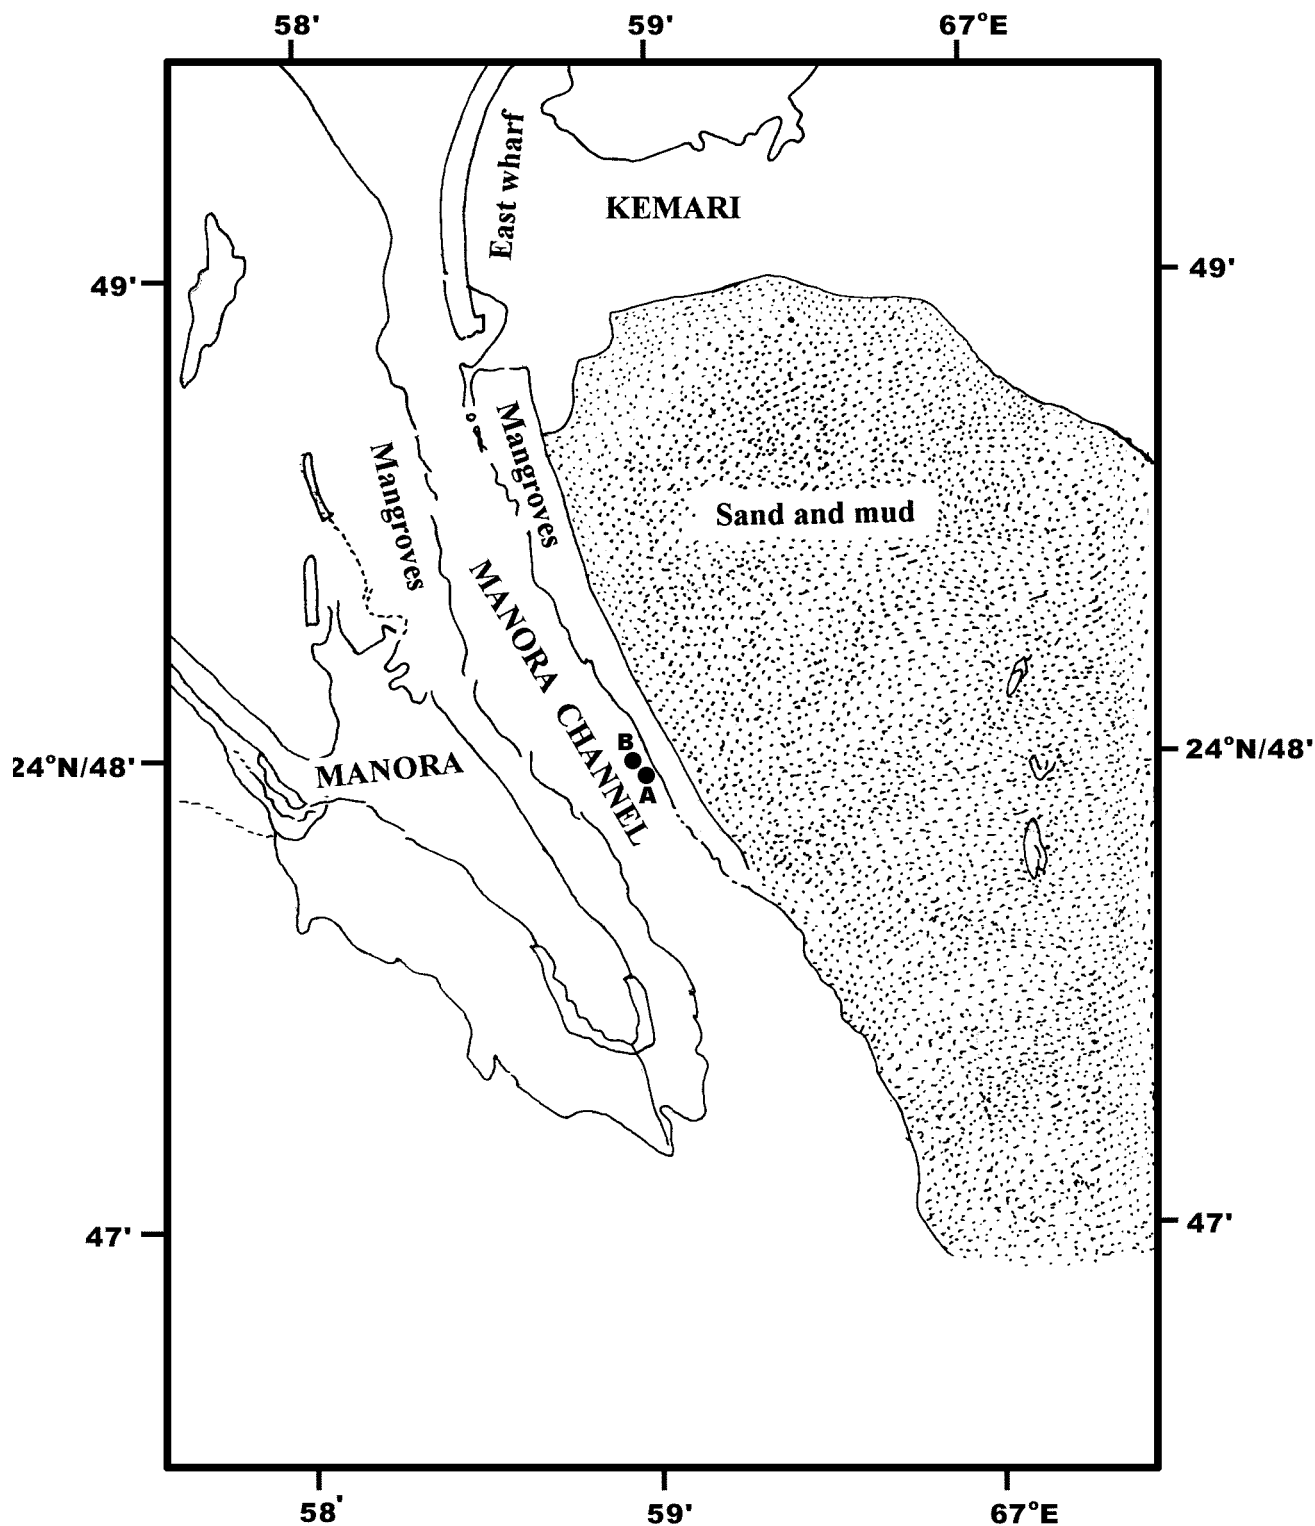 58'
59'
67°E
East wharf
KEMARI
49'
49'
Mangroves
Mangroves
Sand and mud
MANORA CHANNEL
B
A
24°N/48'
24°N/48'
MANORA
47'
47'
58'
59'
67°E